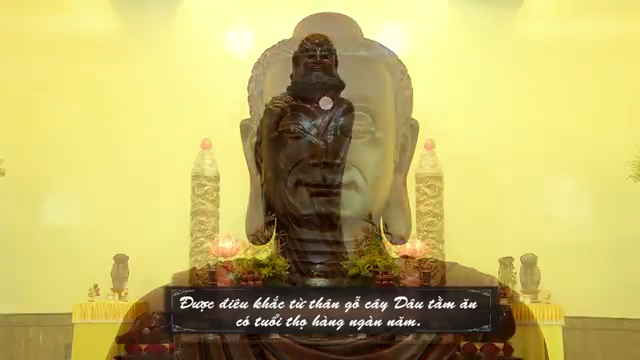 Được điêu khắc từ thân gỗ cây Dâu tằm ăn
có tuổi thọ hàng ngàn năm.